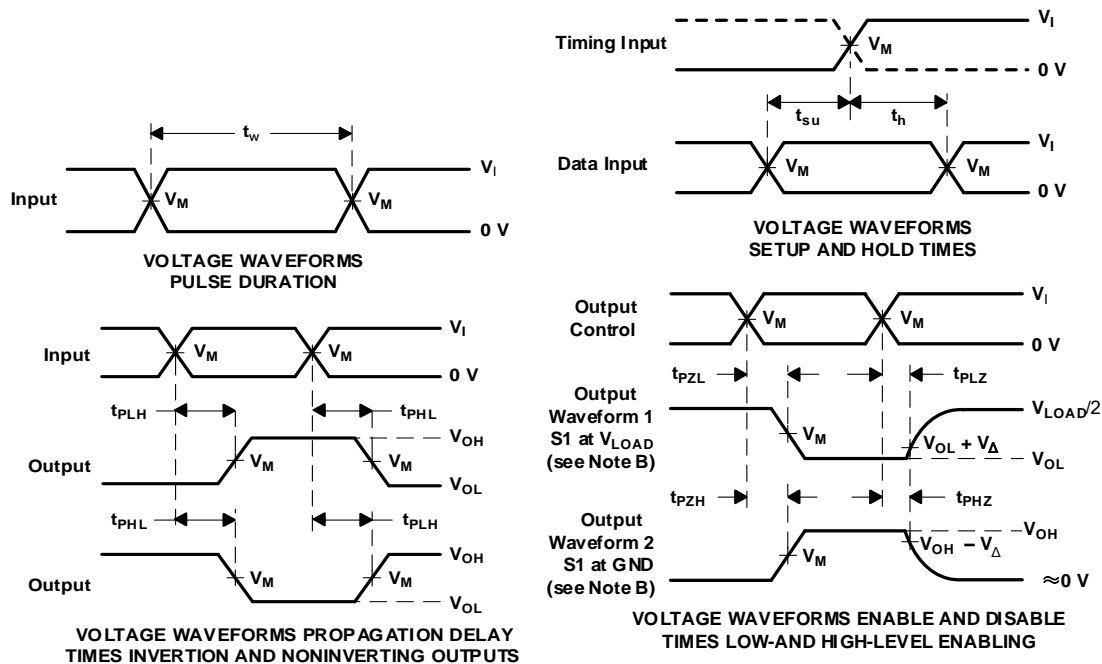 t_w
Input
V_M
V_M
V_I
0 V
VOLTAGE WAVEFORMS
PULSE DURATION
Timing Input
V_M
V_I
0 V
t_su
t_h
Data Input
V_M
V_M
V_I
0 V
VOLTAGE WAVEFORMS
SETUP AND HOLD TIMES
Input
V_M
V_M
V_I
0 V
t_PLH
t_PHL
Output
V_M
V_M
V_OH
V_OL
t_PHL
t_PLH
Output
V_M
V_M
V_OH
V_OL
VOLTAGE WAVEFORMS PROPAGATION DELAY
TIMES INVERTION AND NONINVERTING OUTPUTS
Output
Control
V_M
V_M
V_I
0 V
t_PZL
t_PLZ
Output
Waveform 1
S1 at V_LOAD
(see Note B)
V_M
V_LOAD/2
V_OL + V_Δ
V_OL
t_PZH
t_PHZ
Output
Waveform 2
S1 at GND
(see Note B)
V_M
V_OH
V_OH − V_Δ
≈0 V
VOLTAGE WAVEFORMS ENABLE AND DISABLE
TIMES LOW-AND HIGH-LEVEL ENABLING